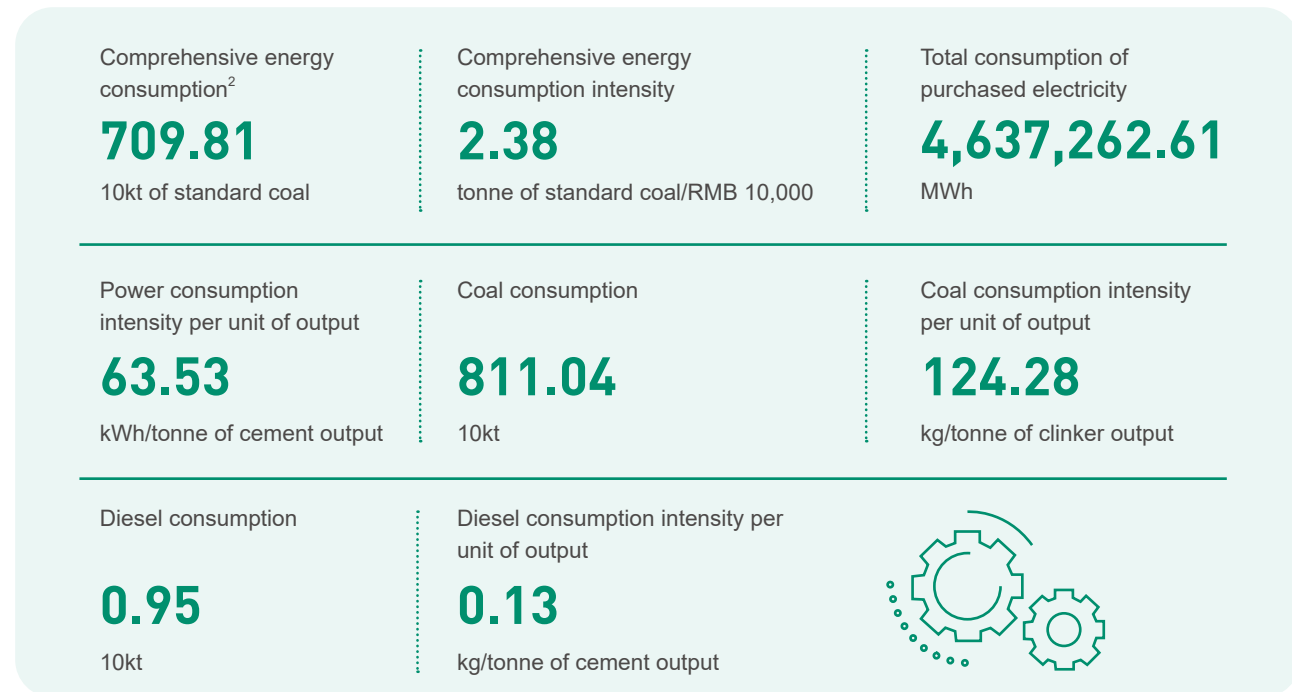 Comprehensive energy
consumption2
709.81
10kt of standard coal
Comprehensive energy
consumption intensity
2.38
tonne of standard coal/RMB 10,000
Total consumption of
purchased electricity
4,637,262.61
MWh
Power consumption
intensity per unit of output
63.53
kWh/tonne of cement output
Coal consumption
811.04
10kt
Coal consumption intensity
per unit of output
124.28
kg/tonne of clinker output
Diesel consumption
0.95
10kt
Diesel consumption intensity per
unit of output
0.13
kg/tonne of cement output